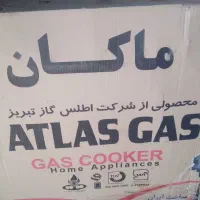 ماکان
محصولی از شرکت اطلس گاز تبریز
ATLAS GAS
GAS COOKER
Home Appliances